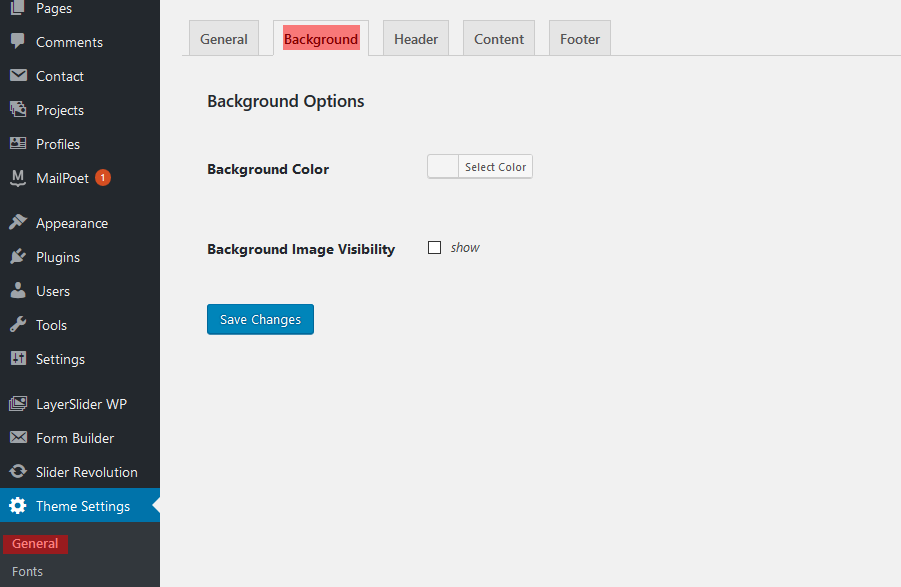 Pages
Comments
Contact
Projects
Profiles
MailPoet 1
Appearance
Plugins
Users
Tools
Settings
LayerSlider WP
Form Builder
Slider Revolution
Theme Settings
General
Fonts
General Background Header Content Footer
Background Options
Background Color Select Color
Background Image Visibility show
Save Changes